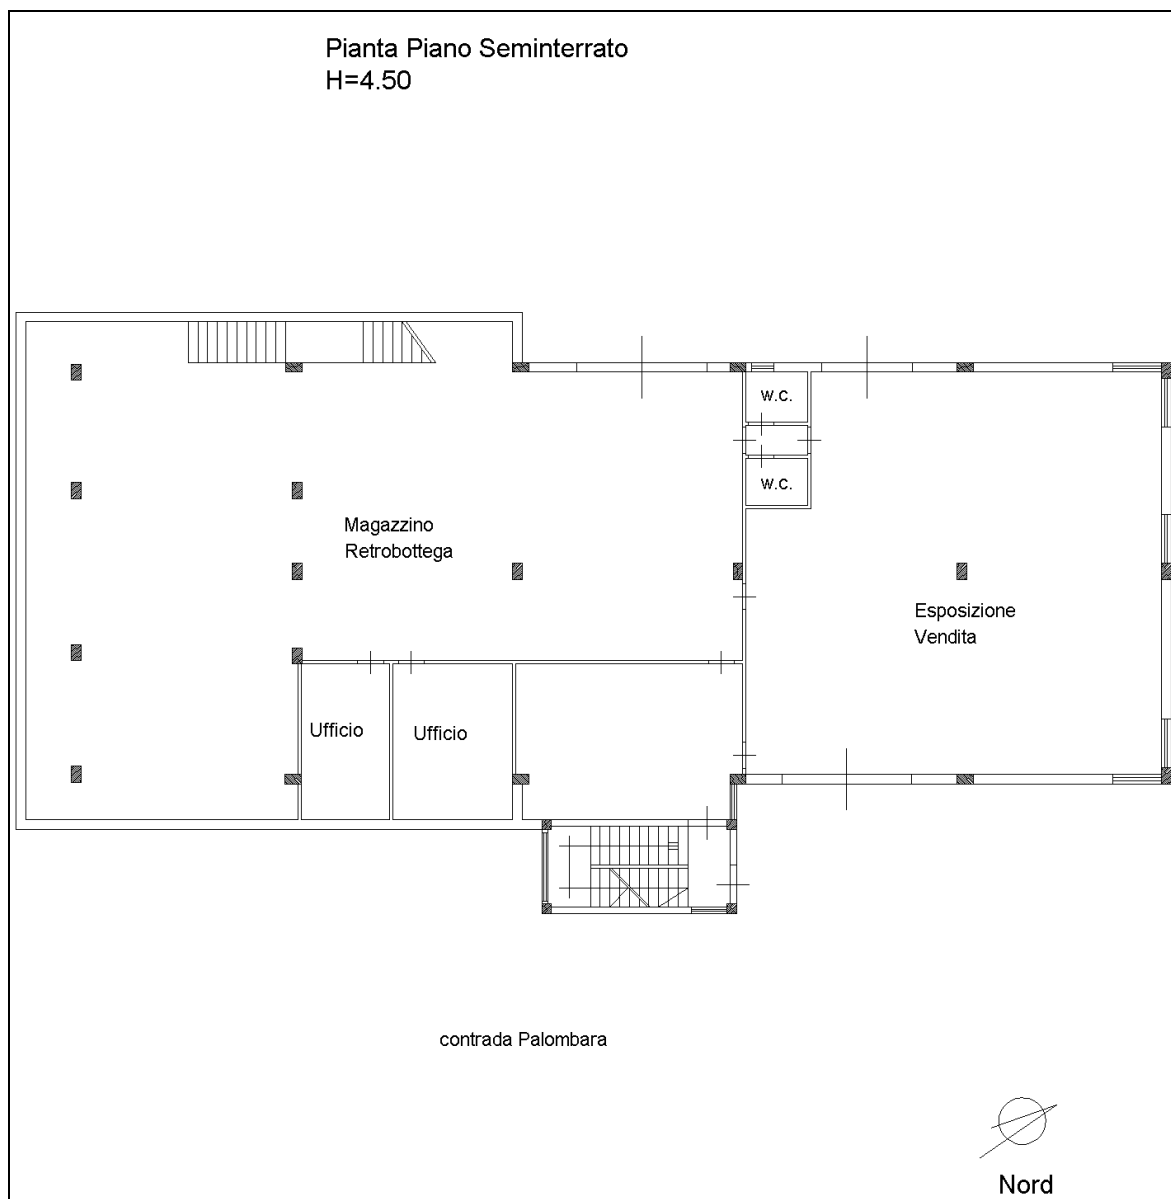 Pianta Piano Seminterrato
H=4.50
w.c.
w.c.
Magazzino
Retrobottega
Esposizione
Vendita
Ufficio
Ufficio
contrada Palombara
Nord